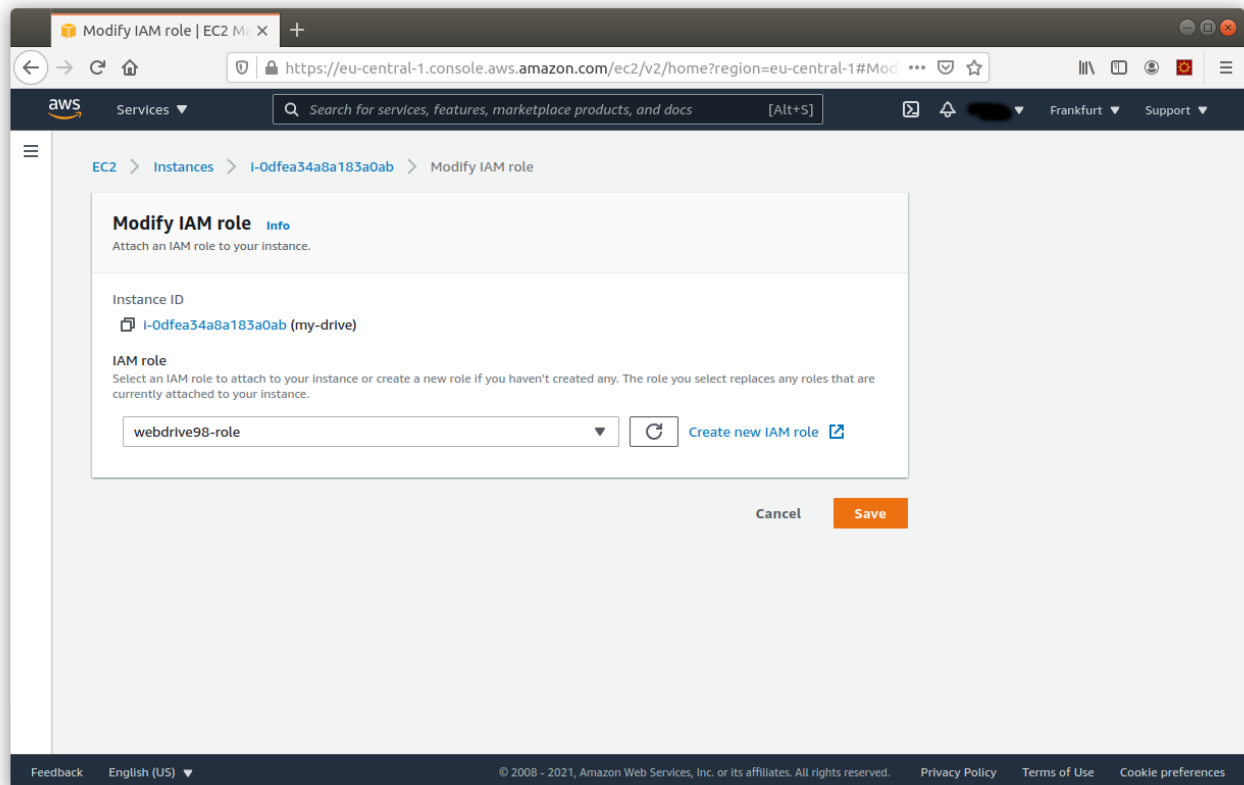 Modify IAM role | EC2 Ma
https://eu-central-1.console.aws.amazon.com/ec2/v2/home?region=eu-central-1#Mod
aws Services Search for services, features, marketplace products, and docs [Alt+S] Frankfurt Support
EC2 > Instances > i-0dfea34a8a183a0ab > Modify IAM role
Modify IAM role Info
Attach an IAM role to your instance.
Instance ID
i-0dfea34a8a183a0ab (my-drive)
IAM role
Select an IAM role to attach to your instance or create a new role if you haven't created any. The role you select replaces any roles that are
currently attached to your instance.
webdrive98-role Create new IAM role
Cancel Save
Feedback English (US) © 2008 - 2021, Amazon Web Services, Inc. or its affiliates. All rights reserved. Privacy Policy Terms of Use Cookie preferences